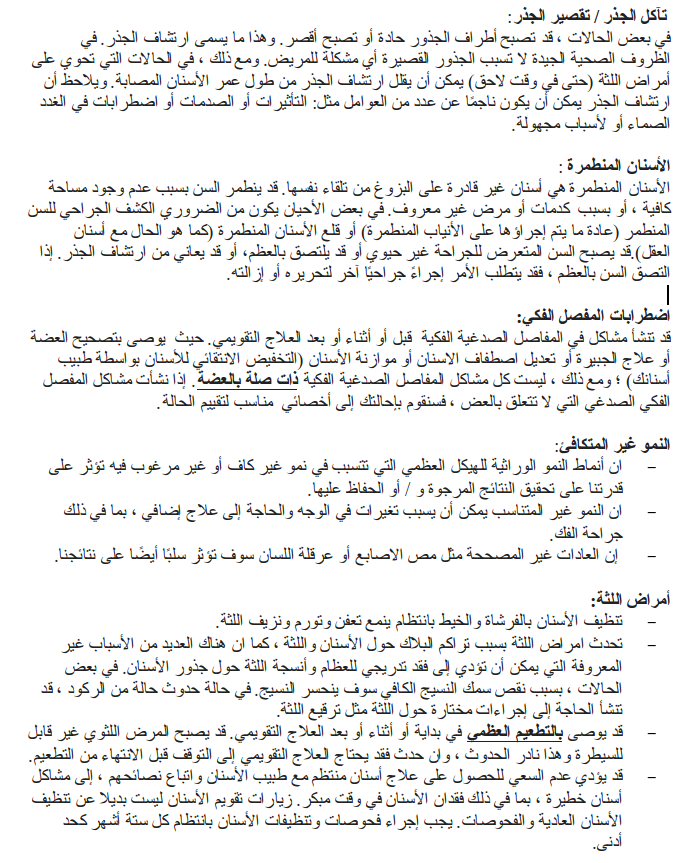 تآكل الجذر / تقصير الجذر:
في بعض الحالات ، قد تصبح أطراف الجذور حادة أو تصبح أقصر. وهذا ما يسمى ارتشاف الجذر. في
الظروف الصحية الجيدة لا تسبب الجذور القصيرة أي مشكلة للمريض. ومع ذلك ، في الحالات التي تحوي على
أمراض اللثة (حتى في وقت لاحق) يمكن أن يقلل ارتشاف الجذر من طول عمر الأسنان المصابة. ويلاحظ أن
ارتشاف الجذر يمكن أن يكون ناجمًا عن عدد من العوامل مثل: التأثيرات أو الصدمات أو اضطرابات في الغدد
الصماء أو لأسباب مجهولة.
الأسنان المنطمرة :
الأسنان المنطمرة هي أسنان غير قادرة على البزوغ من تلقاء نفسها. قد ينطمر السن بسبب عدم وجود مساحة
كافية ، أو بسبب كدمات أو مرض غير معروف. في بعض الأحيان يكون من الضروري الكشف الجراحي للسن
المنطمر (عادة ما يتم إجراؤها على الأنياب المنطمرة) أو قلع الأسنان المنطمرة (كما هو الحال مع أسنان
العقل).قد يصبح السن المتعرض للجراحة غير حيوي أو قد يلتصق بالعظم، أو قد يعاني من ارتشاف الجذر. إذا
التصق السن بالعظم ، فقد يتطلب الأمر إجراءً جراحيًا آخر لتحريره أو إزالته.
اضطرابات المفصل الفكي:
قد تنشأ مشاكل في المفاصل الصدغية الفكية قبل أو أثناء أو بعد العلاج التقويمي. حيث يوصى بتصحيح العضة
أو علاج الجبيرة أو تعديل اصطفاف الاسنان أو موازنة الأسنان (التخفيض الانتقائي للأسنان بواسطة طبيب
أسنانك) ؛ ومع ذلك ، ليست كل مشاكل المفاصل الصدغية الفكية ذات صلة بالعضة . إذا نشأت مشاكل المفصل
الفكي الصدغي التي لا تتعلق بالعض ، فسنقوم بإحالتك إلى أخصائي مناسب لتقييم الحالة.
النمو غير المتكافئ:
– ان أنماط النمو الوراثية للهيكل العظمي التي تتسبب في نمو غير كاف أو غير مرغوب فيه تؤثر على
قدرتنا على تحقيق النتائج المرجوة و / أو الحفاظ عليها.
– ان النمو غير المتناسب يمكن أن يسبب تغيرات في الوجه والحاجة إلى علاج إضافي ، بما في ذلك
جراحة الفك.
– إن العادات غير المصححة مثل مص الاصابع أو عرقلة اللسان سوف تؤثر سلبًا أيضًا على نتائجنا.
أمراض اللثة:
– تنظيف الأسنان بالفرشاة والخيط بانتظام يمنع تعفن وتورم ونزيف اللثة.
– تحدث امراض اللثة بسبب تراكم البلاك حول الأسنان واللثة ، كما ان هناك العديد من الأسباب غير
المعروفة التي يمكن أن تؤدي إلى فقد تدريجي للعظام وأنسجة اللثة حول جذور الأسنان. في بعض
الحالات ، بسبب نقص سمك النسيج الكافي سوف ينحسر النسيج. في حالة حدوث حالة من الركود ، قد
تنشأ الحاجة إلى إجراءات مختارة حول اللثة مثل ترقيع اللثة.
– قد يوصى بالتطعيم العظمي في بداية أو أثناء أو بعد العلاج التقويمي. قد يصبح المرض اللثوي غير قابل
للسيطرة وهذا نادر الحدوث ، وان حدث فقد يحتاج العلاج التقويمي إلى التوقف قبل الانتهاء من التطعيم.
– قد يؤدي عدم السعي للحصول على علاج أسنان منتظم مع طبيب الأسنان واتباع نصائحهم ، إلى مشاكل
أسنان خطيرة ، بما في ذلك فقدان الأسنان في وقت مبكر. زيارات تقويم الأسنان ليست بديلا عن تنظيف
الأسنان العادية والفحوصات. يجب إجراء فحوصات وتنظيفات الأسنان بانتظام كل ستة أشهر كحد
أدنى.